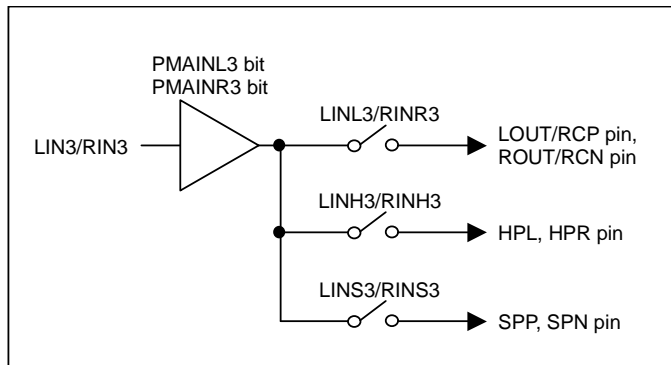 PMAINL3 bit
PMAINR3 bit
LIN3/RIN3
LINL3/RINR3
LOUT/RCP pin,
ROUT/RCN pin
LINH3/RINH3
HPL, HPR pin
LINS3/RINS3
SPP, SPN pin